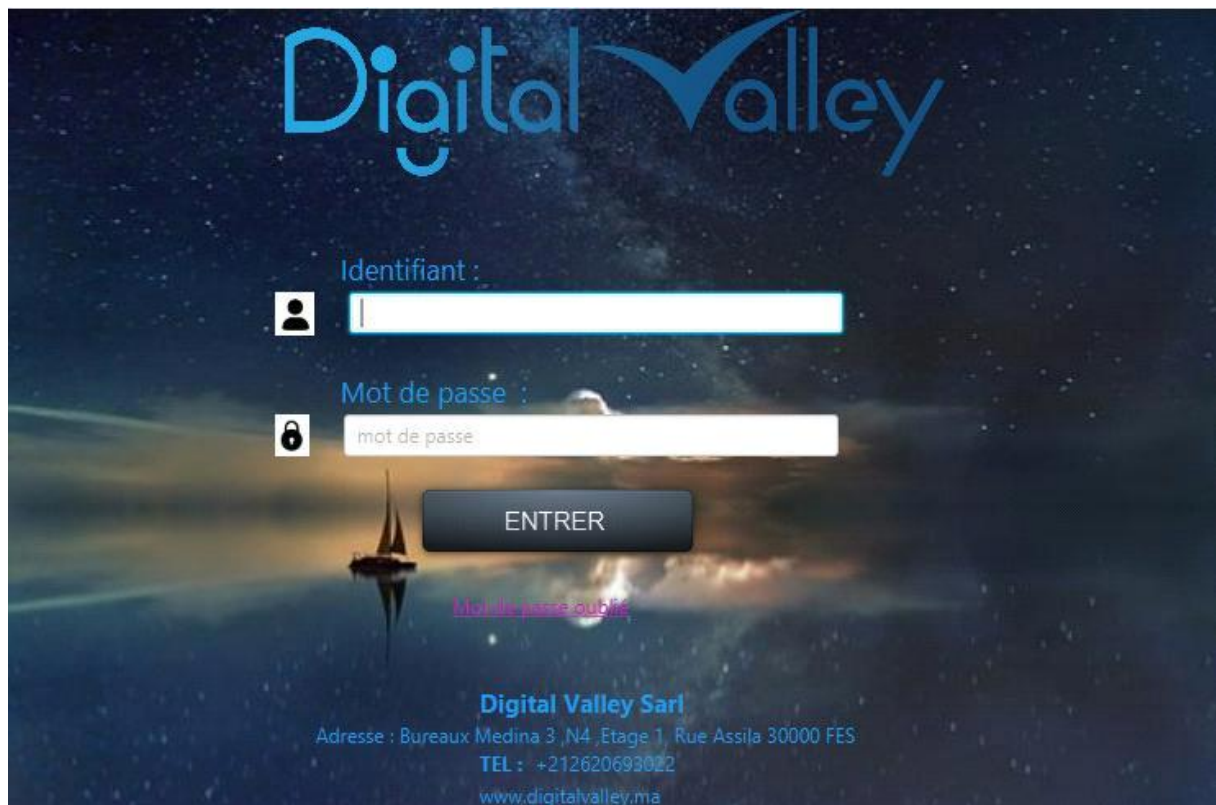 Digital Valley
Identifiant :
Mot de passe :
mot de passe
ENTRER
Mot de passe oublié
Digital Valley Sarl
Adresse : Bureaux Medina 3 ,N4 ,Etage 1, Rue Assila 30000 FES
TEL : +212620693022
www.digitalvalley.ma